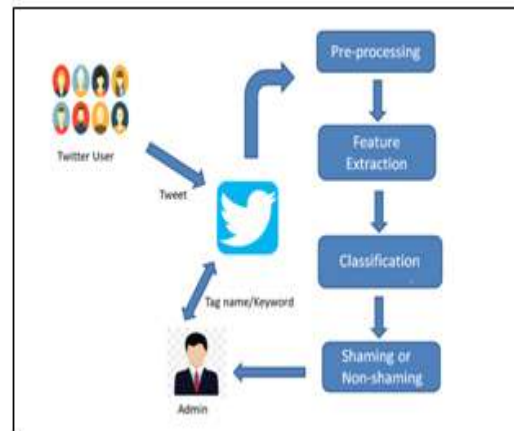 Pre-processing
Twitter User
Feature
Extraction
Tweet
Classification
Tag name/Keyword
Shaming or
Non-shaming
Admin